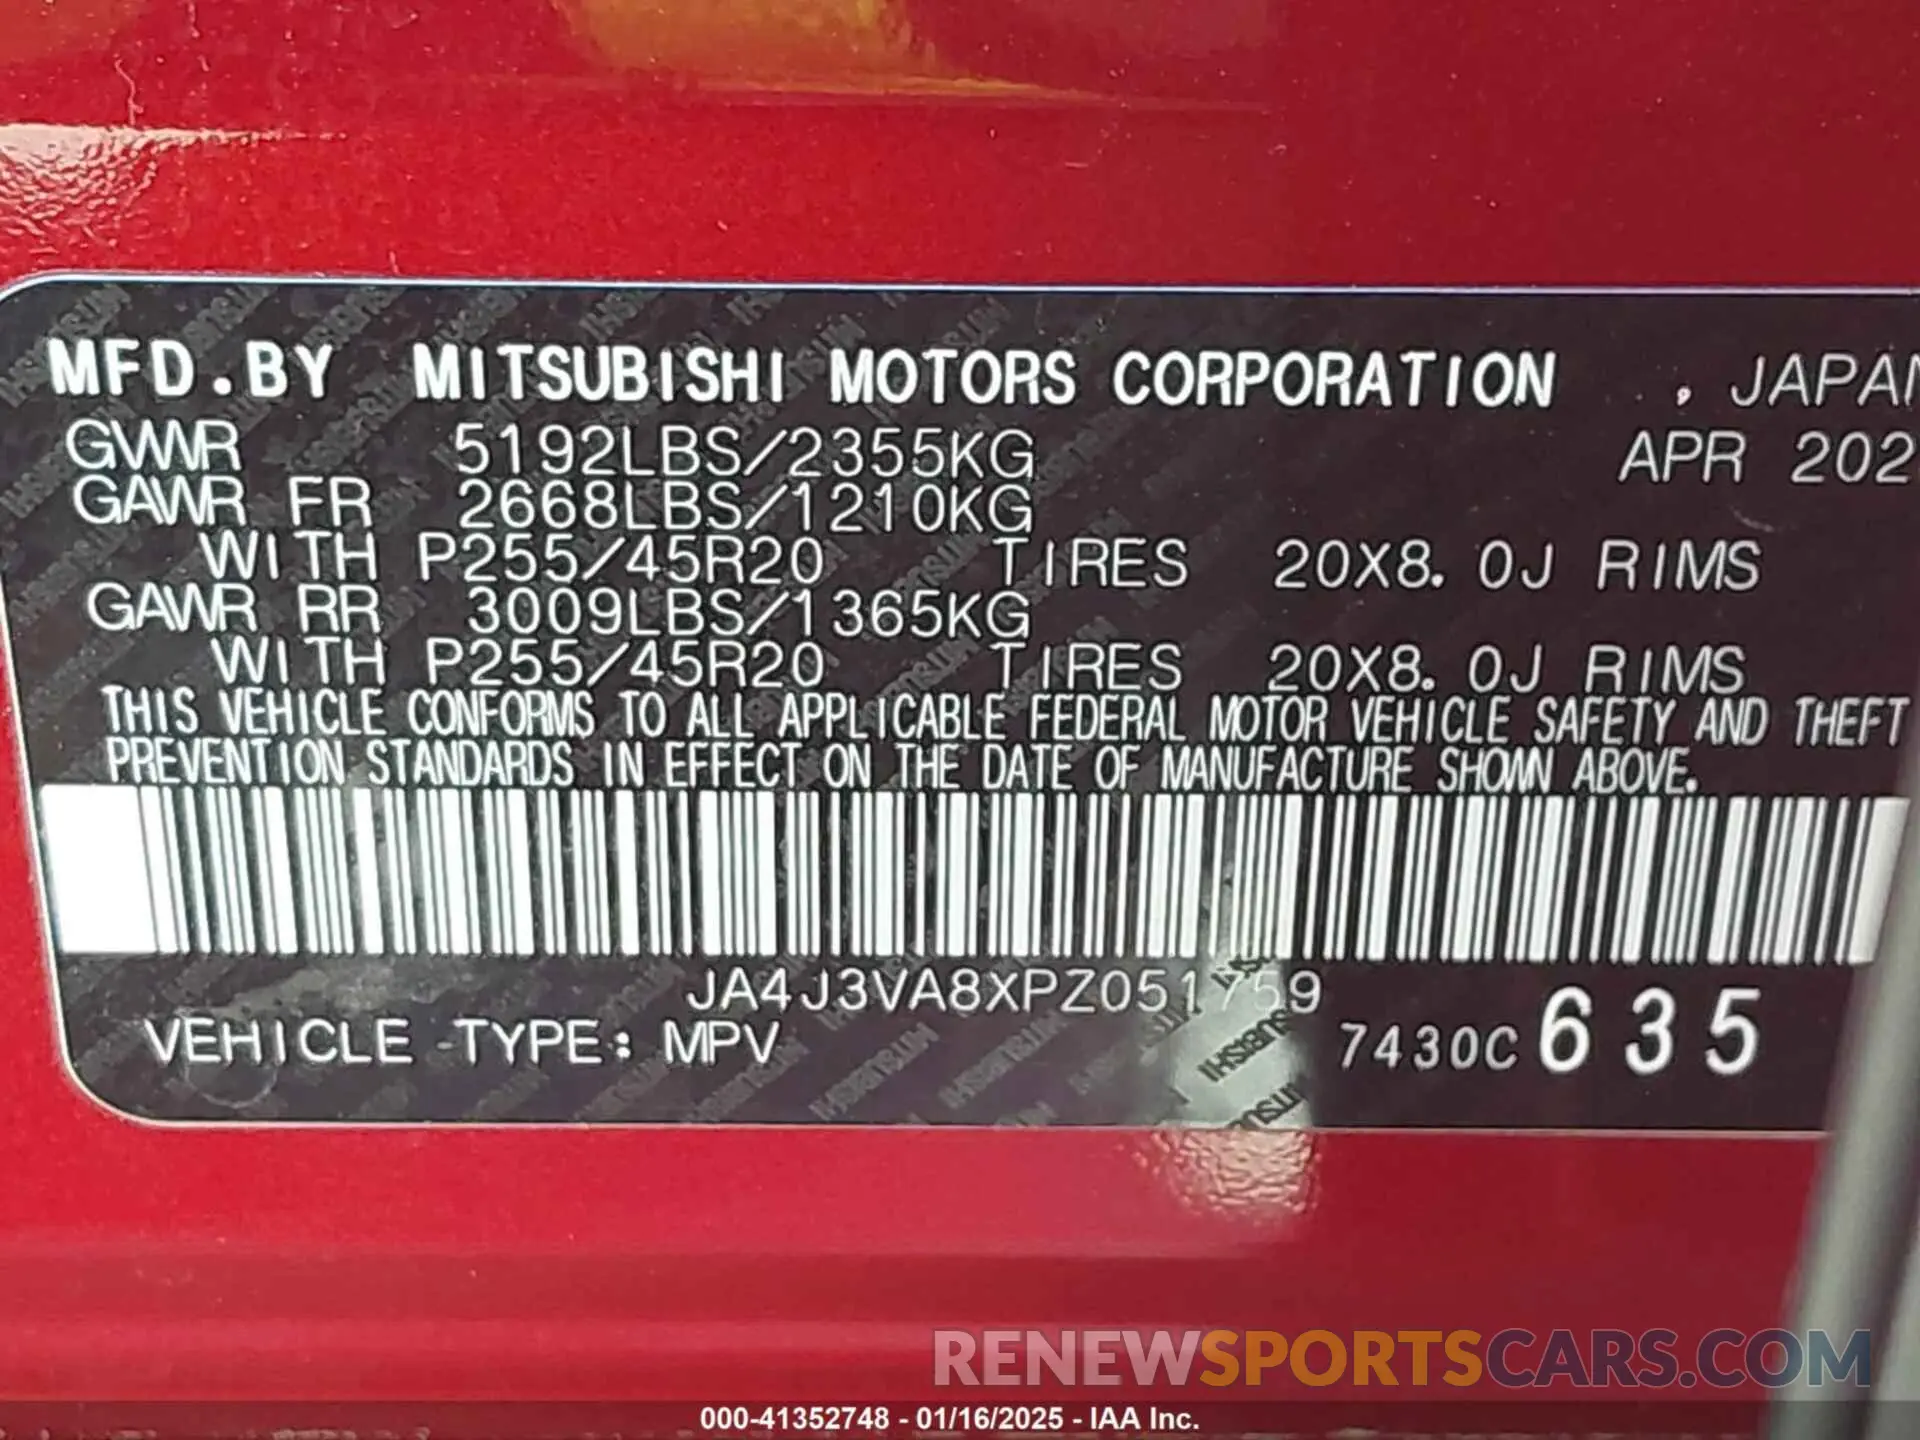 MFD.BY MITSUBISHI MOTORS CORPORATION , JAPAN
GVWR 5192LBS/2355KG APR 202
GAWR FR 2668LBS/1210KG
WITH P255/45R20 TIRES 20X8.0J RIMS
GAWR RR 3009LBS/1365KG
WITH P255/45R20 TIRES 20X8.0J RIMS
THIS VEHICLE CONFORMS TO ALL APPLICABLE FEDERAL MOTOR VEHICLE SAFETY AND THEFT
PREVENTION STANDARDS IN EFFECT ON THE DATE OF MANUFACTURE SHOWN ABOVE.
JA4J3VA8XPZ051759
VEHICLE TYPE: MPV 7430C 635
RENEWSPORTSCARS.COM
000-41352748 - 01/16/2025 - IAA Inc.